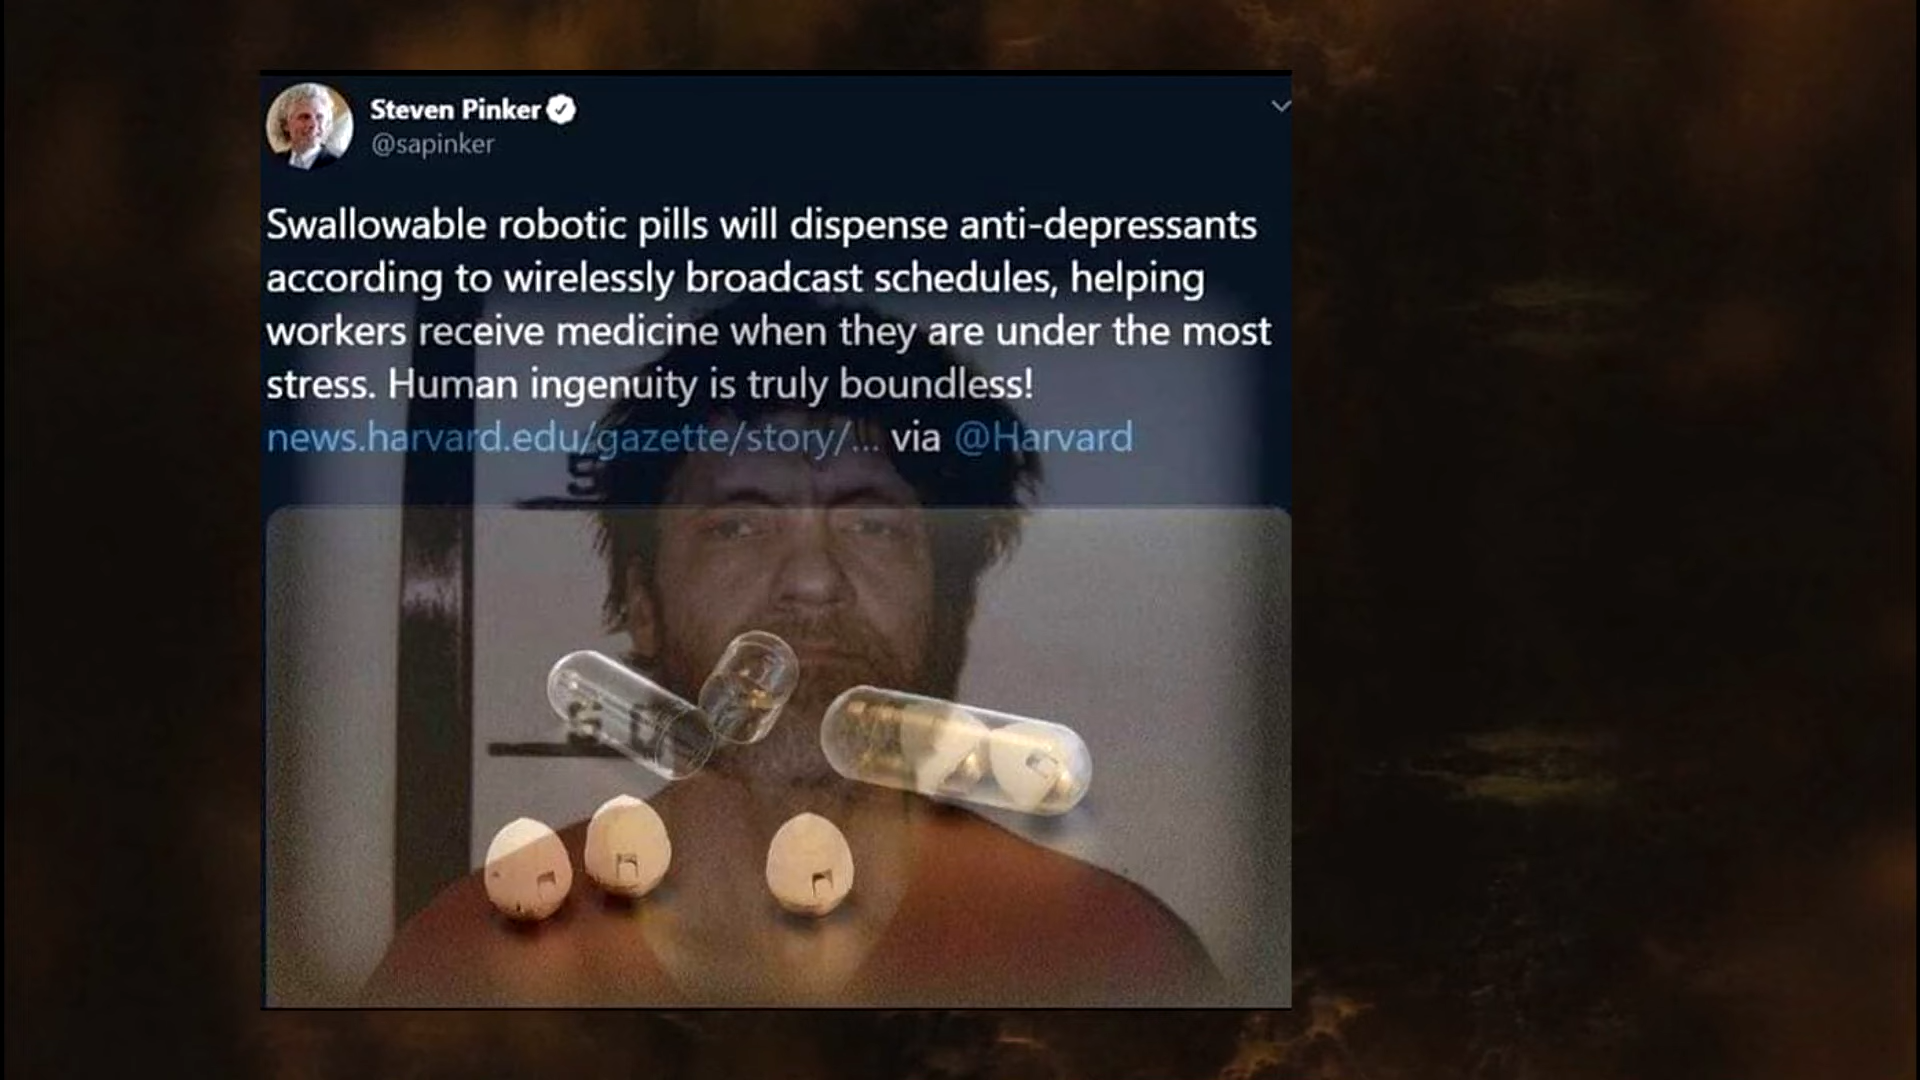 Steven Pinker
@sapinker
Swallowable robotic pills will dispense anti-depressants
according to wirelessly broadcast schedules, helping
workers receive medicine when they are under the most
stress. Human ingenuity is truly boundless!
news.harvard.edu/gazette/story/... via @Harvard